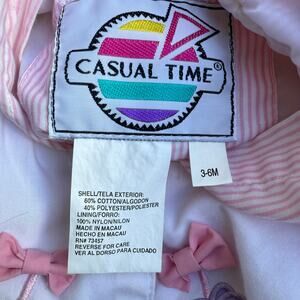 CASUAL TIME®
3-6M
SHELL/TELA EXTERIOR:
60% COTTON/ALGODON
40% POLYESTER/POLIESTER
LINING/FORRO:
100% NYLON/NILON
MADE IN MACAU
HECHO EN MACAU
RN# 73457
REVERSE FOR CARE
VER AL DORSO PARA CUIDADO